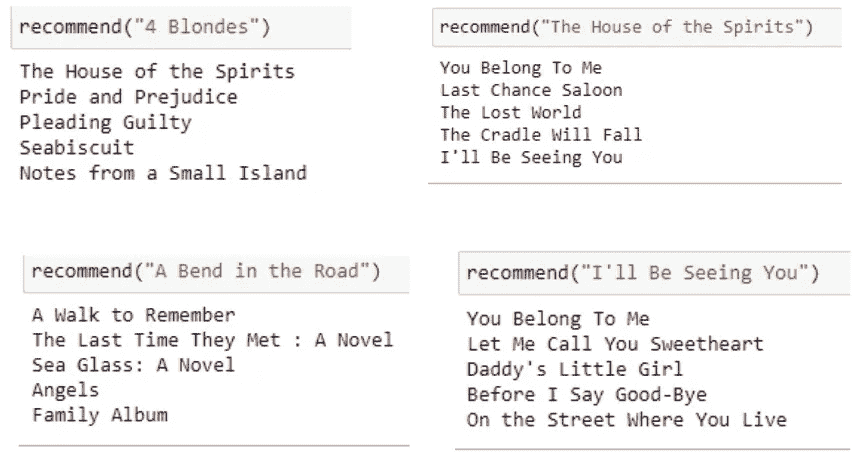 recommend("4 Blondes")
The House of the Spirits
Pride and Prejudice
Pleading Guilty
Seabiscuit
Notes from a Small Island
recommend("The House of the Spirits")
You Belong To Me
Last Chance Saloon
The Lost World
The Cradle Will Fall
I'll Be Seeing You
recommend("A Bend in the Road")
A Walk to Remember
The Last Time They Met : A Novel
Sea Glass: A Novel
Angels
Family Album
recommend("I'll Be Seeing You")
You Belong To Me
Let Me Call You Sweetheart
Daddy's Little Girl
Before I Say Good-Bye
On the Street Where You Live